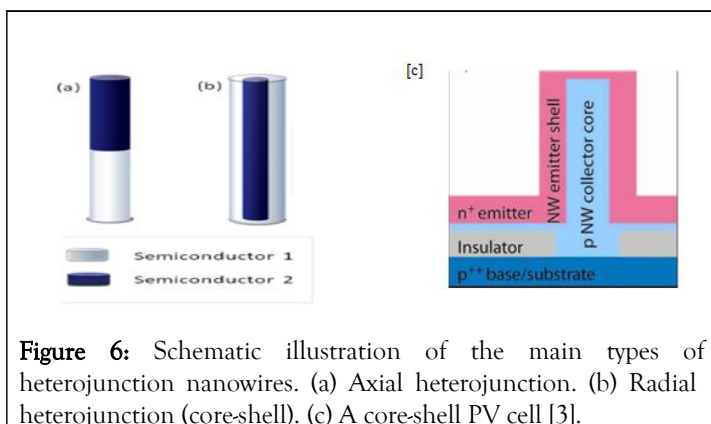 (a)
(b)
[c]
Semiconductor 1
Semiconductor 2
NW emitter shell
p NW collector core
n+ emitter
Insulator
p++ base/substrate
Figure 6: Schematic illustration of the main types of
heterojunction nanowires. (a) Axial heterojunction. (b) Radial
heterojunction (core-shell). (c) A core-shell PV cell [3].